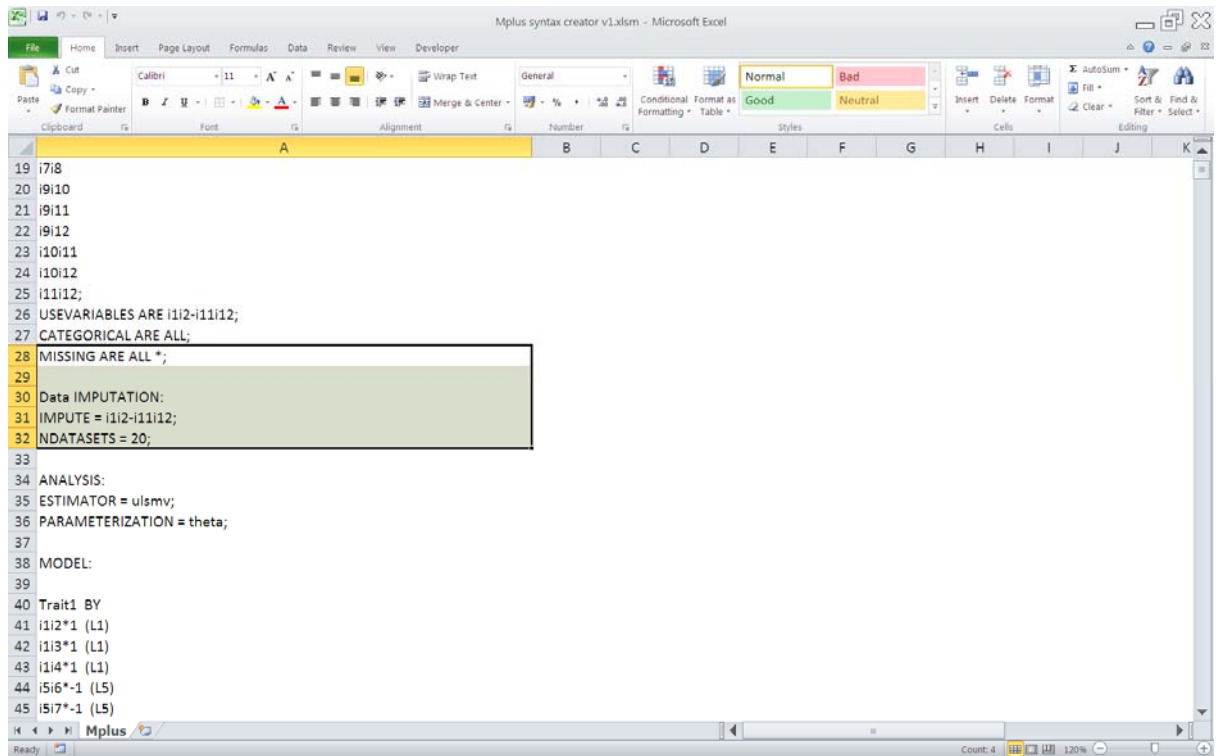 Mplus syntax creator v1.xlsm - Microsoft Excel
File Home Insert Page Layout Formulas Data Review View Developer
Paste
Cut
Copy
Format Painter
Clipboard
Calibri 11
B I U
Font
Wrap Text
Merge & Center
Alignment
General
Number
Conditional Formatting
Format as Table
Normal Bad
Good Neutral
Styles
Insert Delete Format
Cells
Σ AutoSum
Fill
Clear
Sort & Filter
Find & Select
Editing
A B C D E F G H I J K
19 i7i8
20 i9i10
21 i9i11
22 i9i12
23 i10i11
24 i10i12
25 i11i12;
26 USEVARIABLES ARE i1i2-i11i12;
27 CATEGORICAL ARE ALL;
28 MISSING ARE ALL *;
29
30 Data IMPUTATION:
31 IMPUTE = i1i2-i11i12;
32 NDATASETS = 20;
33
34 ANALYSIS:
35 ESTIMATOR = ulsmv;
36 PARAMETERIZATION = theta;
37
38 MODEL:
39
40 Trait1 BY
41 i1i2*1 (L1)
42 i1i3*1 (L1)
43 i1i4*1 (L1)
44 i5i6*-1 (L5)
45 i5i7*-1 (L5)
Mplus
Ready
Count: 4 120%